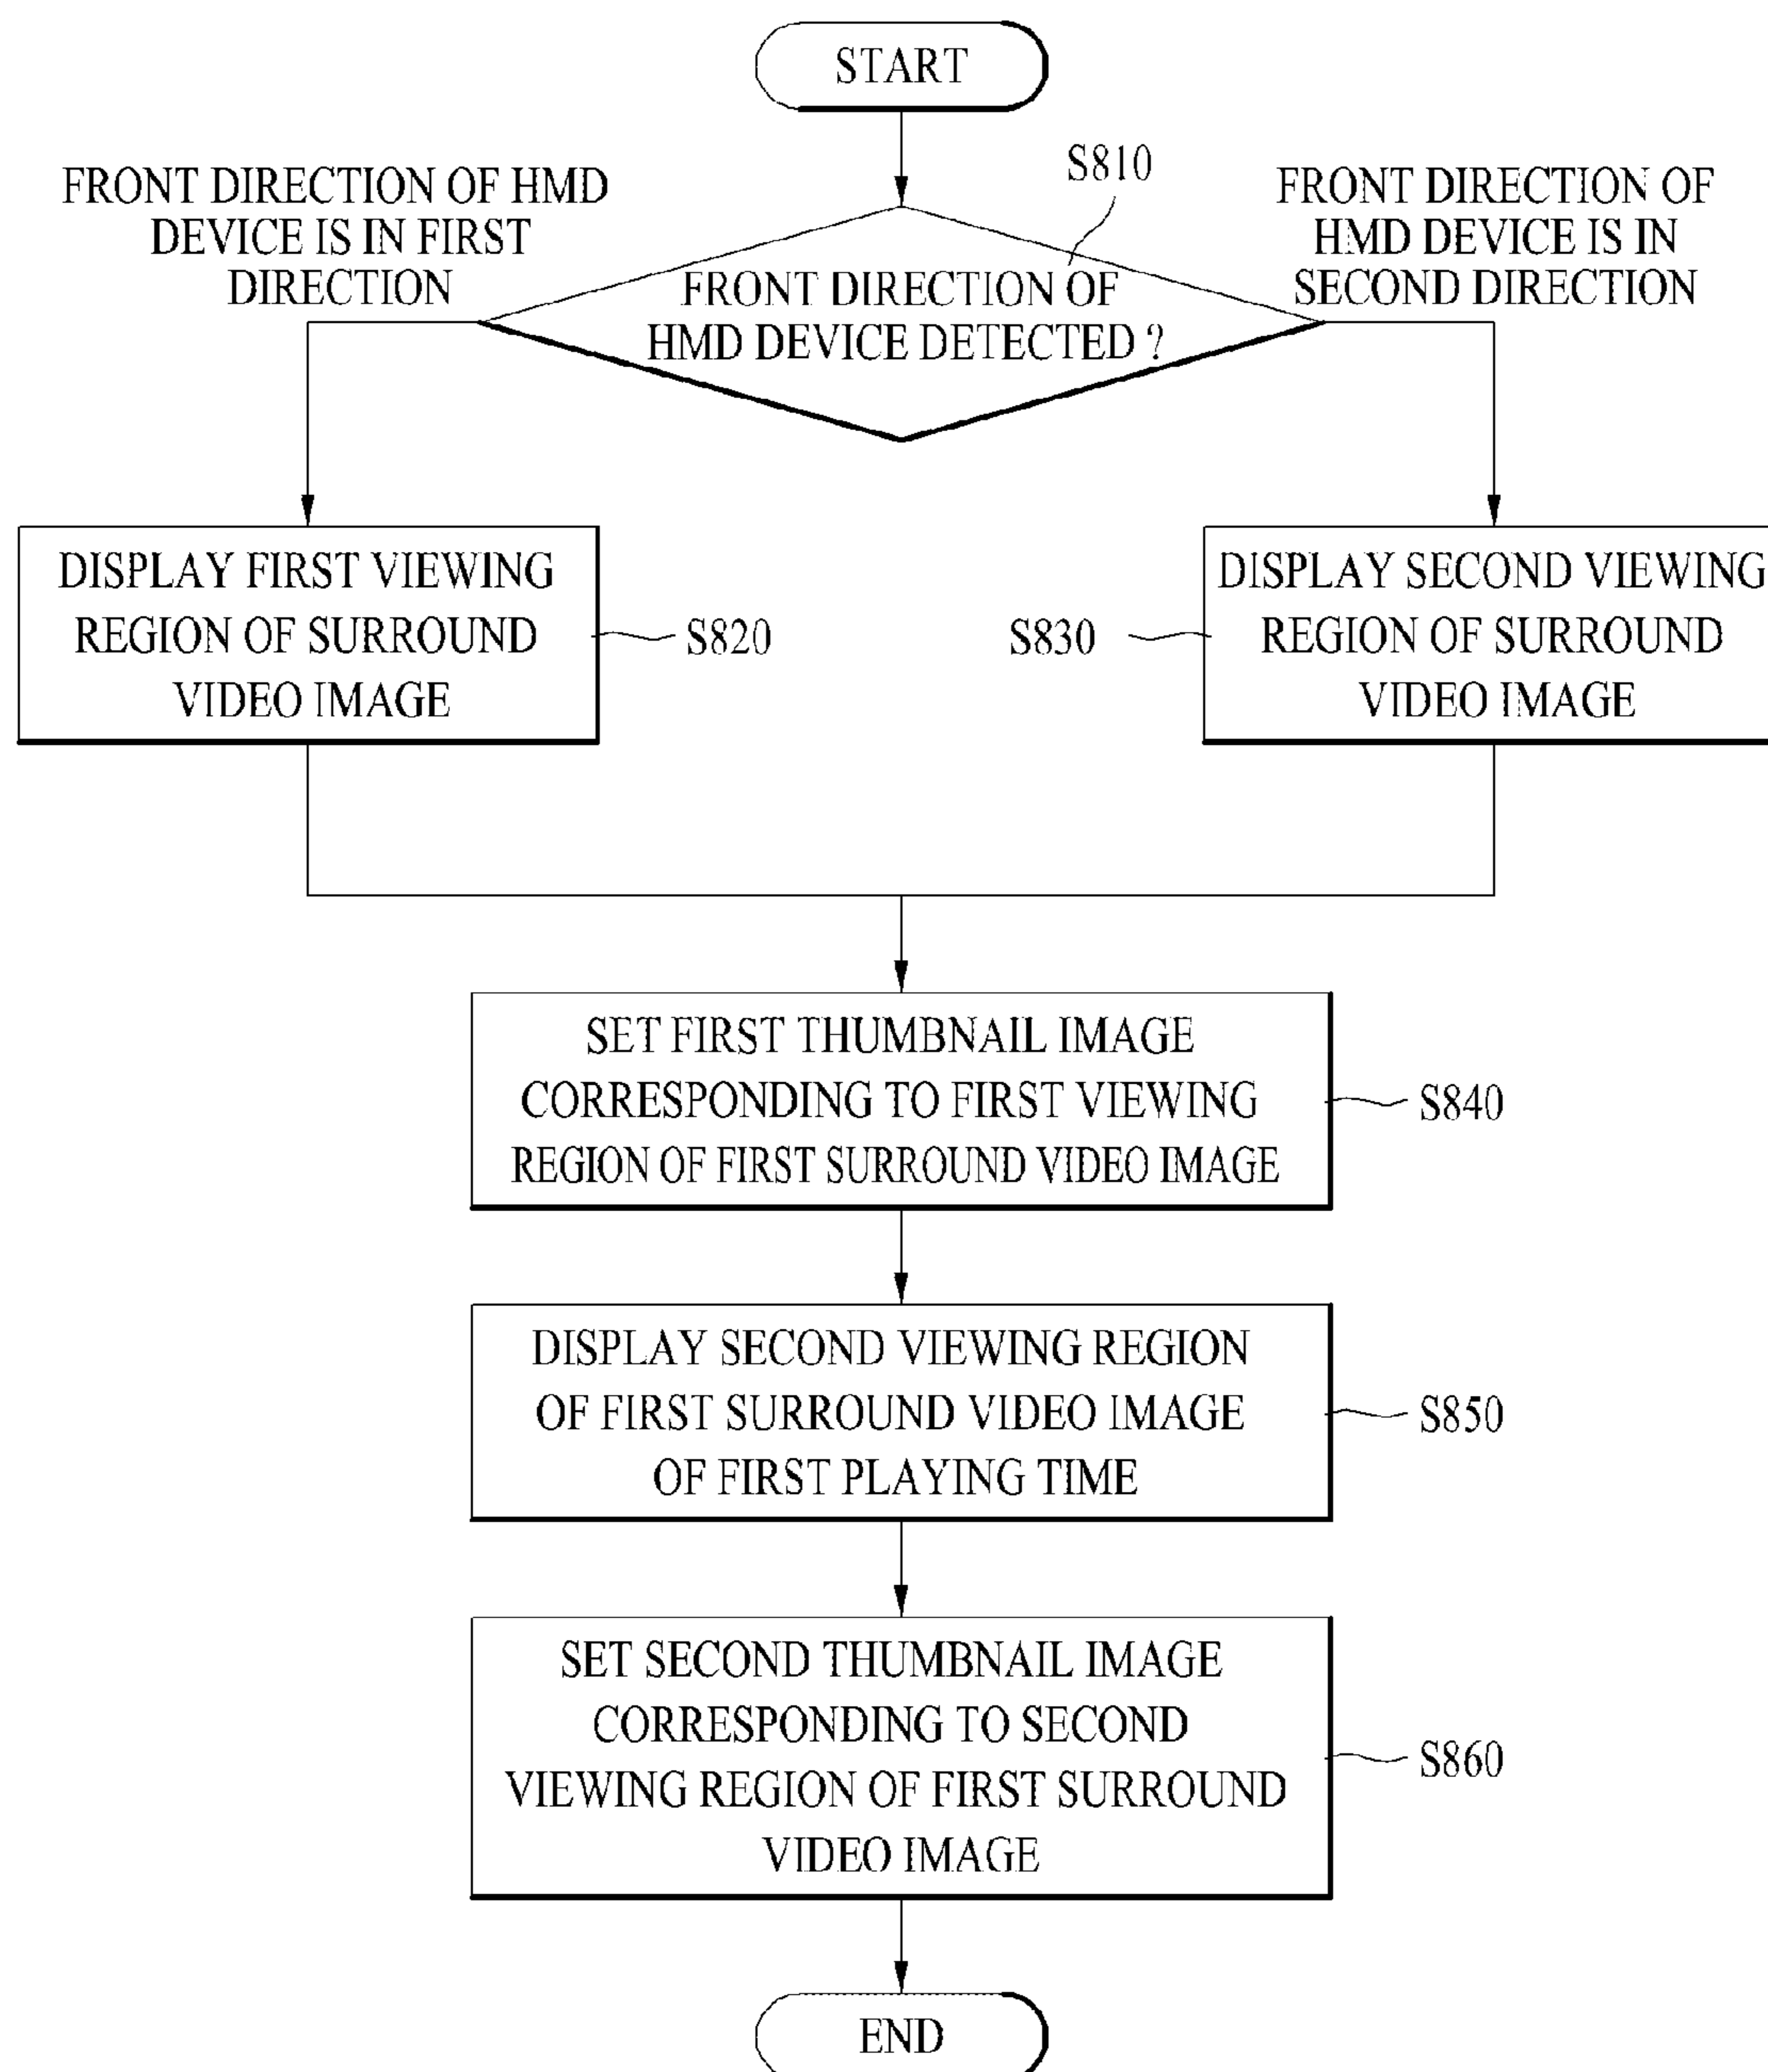 START
S810
FRONT DIRECTION OF HMD
DEVICE IS IN FIRST
DIRECTION
FRONT DIRECTION OF
HMD DEVICE DETECTED ?
FRONT DIRECTION OF
HMD DEVICE IS IN
SECOND DIRECTION
DISPLAY FIRST VIEWING
REGION OF SURROUND
VIDEO IMAGE
S820
S830
DISPLAY SECOND VIEWING
REGION OF SURROUND
VIDEO IMAGE
SET FIRST THUMBNAIL IMAGE
CORRESPONDING TO FIRST VIEWING
REGION OF FIRST SURROUND VIDEO IMAGE
S840
DISPLAY SECOND VIEWING REGION
OF FIRST SURROUND VIDEO IMAGE
OF FIRST PLAYING TIME
S850
SET SECOND THUMBNAIL IMAGE
CORRESPONDING TO SECOND
VIEWING REGION OF FIRST SURROUND
VIDEO IMAGE
S860
END